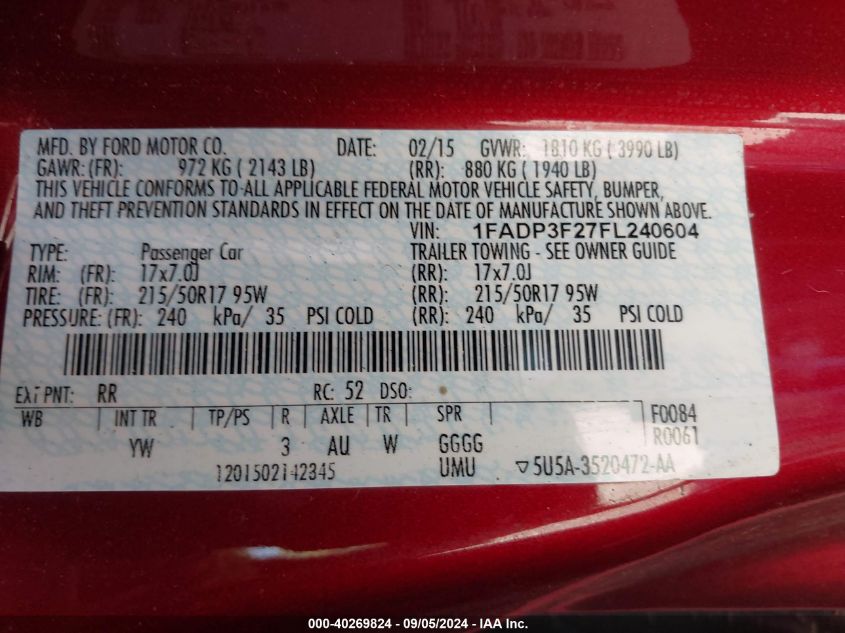 MFD. BY FORD MOTOR CO. DATE: 02/15 GVWR: 1810 KG ( 3990 LB)
GAWR: (FR): 972 KG ( 2143 LB) (RR): 880 KG ( 1940 LB)
THIS VEHICLE CONFORMS TO ALL APPLICABLE FEDERAL MOTOR VEHICLE SAFETY, BUMPER,
AND THEFT PREVENTION STANDARDS IN EFFECT ON THE DATE OF MANUFACTURE SHOWN ABOVE.
VIN: 1FADP3F27FL240604
TYPE: Passenger Car TRAILER TOWING - SEE OWNER GUIDE
RIM: (FR): 17x7.0J (RR): 17x7.0J
TIRE: (FR): 215/50R17 95W (RR): 215/50R17 95W
PRESSURE: (FR): 240 kPa/ 35 PSI COLD (RR): 240 kPa/ 35 PSI COLD
EXT PNT: RR RC: 52 DSO:
WB INT TR TP/PS R AXLE TR SPR F0084
R0061
YW 3 AU W GGGG
1201502142345 UMU ▽5U5A-3520472-AA
000-40269824 - 09/05/2024 - IAA Inc.